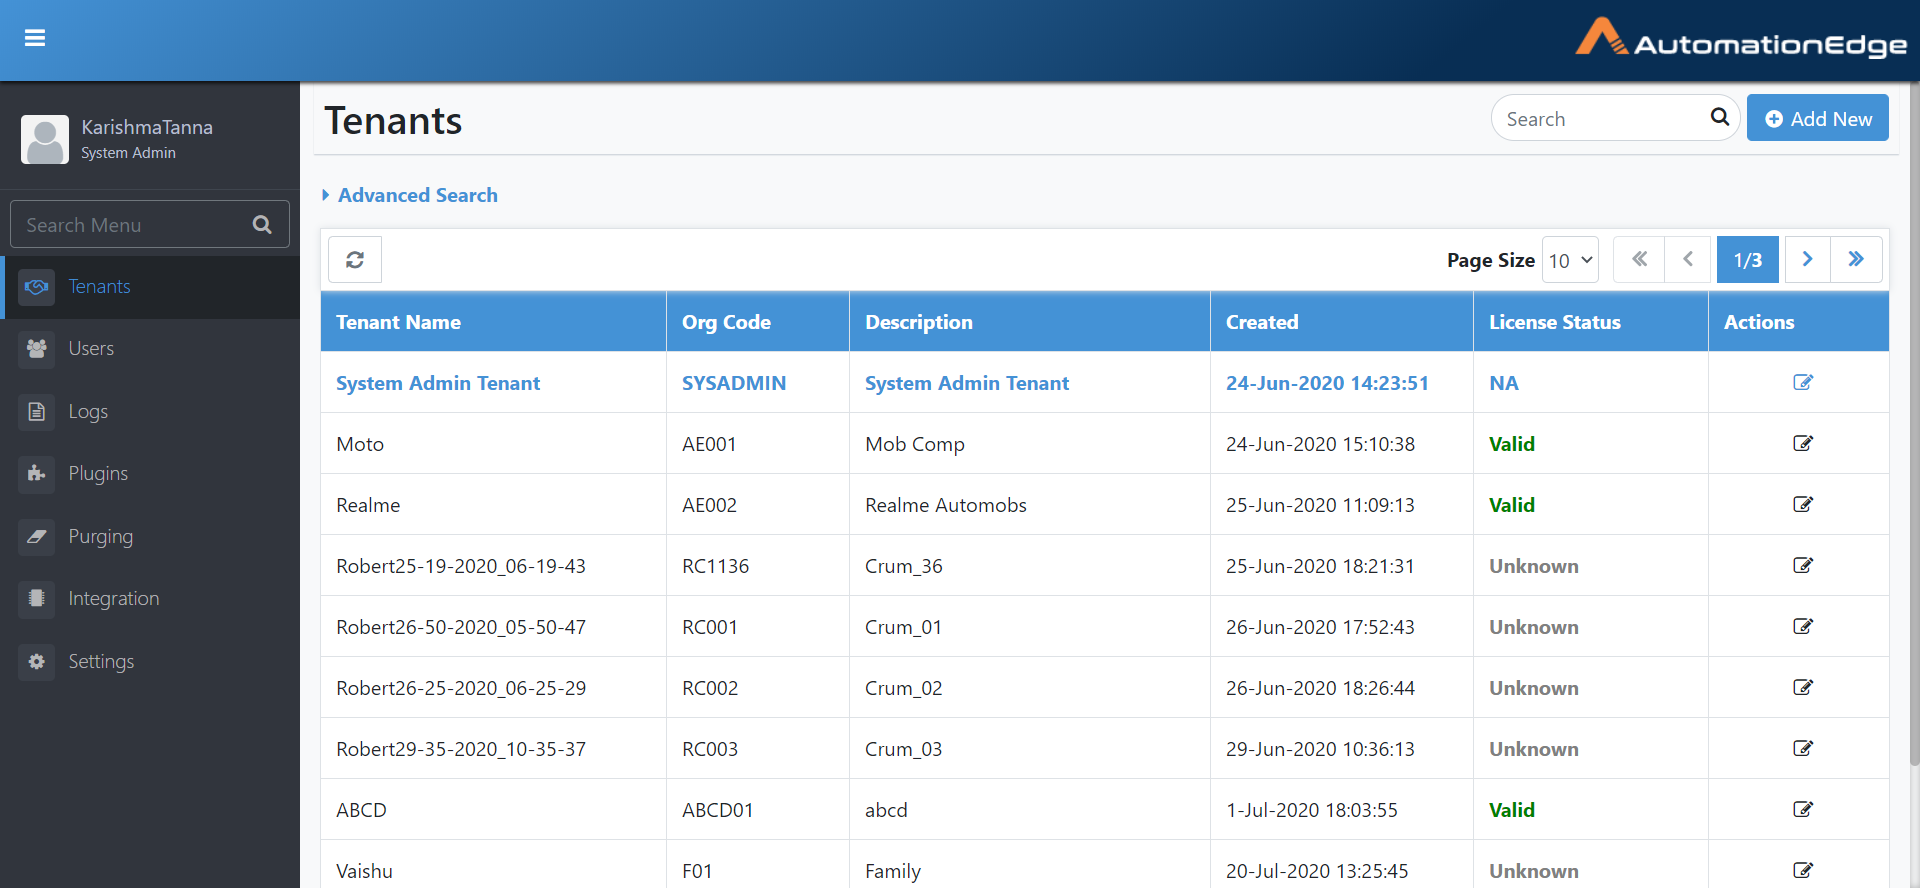 AutomationEdge
KarishmaTanna
System Admin
Search Menu
Tenants
Users
Logs
Plugins
Purging
Integration
Settings
Tenants
Search
Add New
Advanced Search
Page Size 10 1/3
Tenant Name Org Code Description Created License Status Actions
System Admin Tenant SYSADMIN System Admin Tenant 24-Jun-2020 14:23:51 NA
Moto AE001 Mob Comp 24-Jun-2020 15:10:38 Valid
Realme AE002 Realme Automobs 25-Jun-2020 11:09:13 Valid
Robert25-19-2020_06-19-43 RC1136 Crum_36 25-Jun-2020 18:21:31 Unknown
Robert26-50-2020_05-50-47 RC001 Crum_01 26-Jun-2020 17:52:43 Unknown
Robert26-25-2020_06-25-29 RC002 Crum_02 26-Jun-2020 18:26:44 Unknown
Robert29-35-2020_10-35-37 RC003 Crum_03 29-Jun-2020 10:36:13 Unknown
ABCD ABCD01 abcd 1-Jul-2020 18:03:55 Valid
Vaishu F01 Family 20-Jul-2020 13:25:45 Unknown